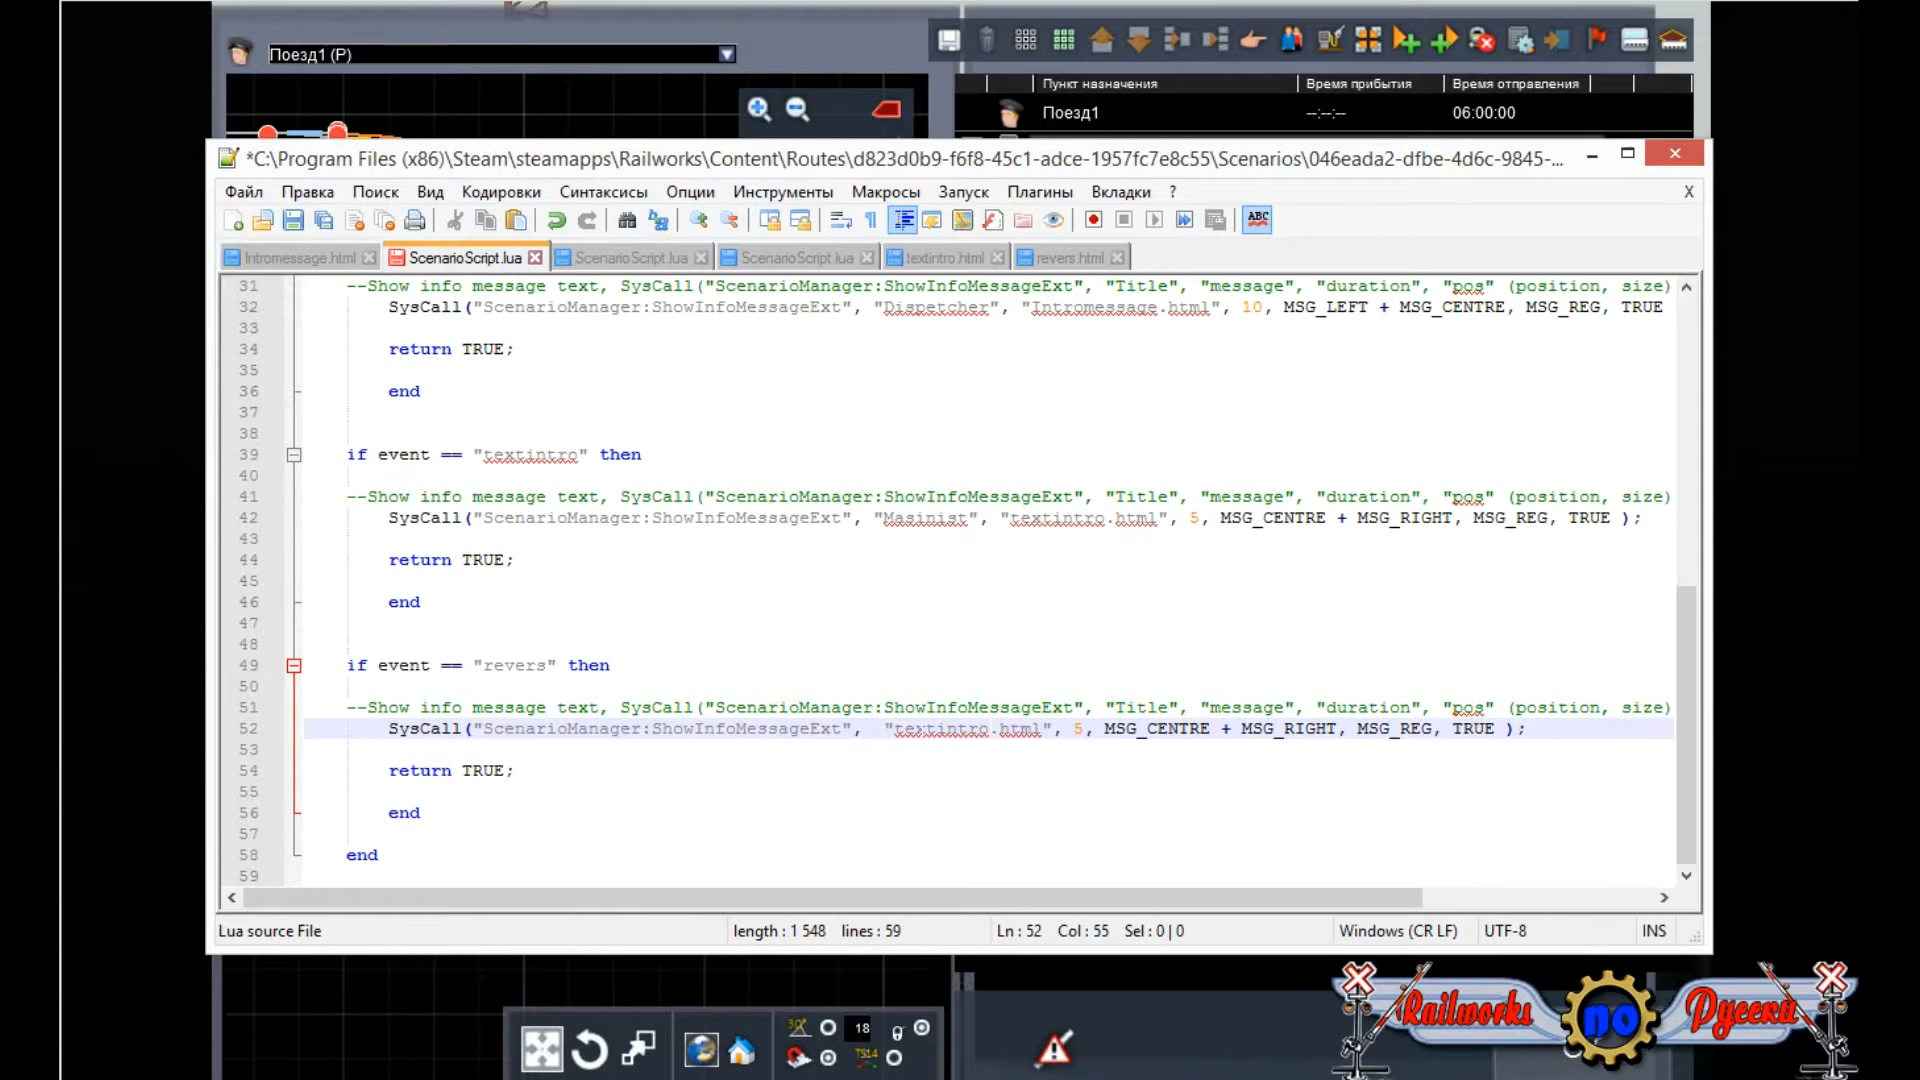 Поезд1 (Р)
Пункт назначения Время прибытия Время отправления
Поезд1 --:--:-- 06:00:00
*C:\Program Files (x86)\Steam\steamapps\Railworks\Content\Routes\d823d0b9-f6f8-45c1-adce-1957fc7e8c55\Scenarios\046eada2-dfbe-4d6c-9845-...
Файл Правка Поиск Вид Кодировки Синтаксисы Опции Инструменты Макросы Запуск Плагины Вкладки ? X
ABC
Intromessage.html ScenarioScript.lua ScenarioScript.lua ScenarioScript.lua textintro.html revers.html
31 --Show info message text, SysCall("ScenarioManager:ShowInfoMessageExt", "Title", "message", "duration", "pos" (position, size)
32 SysCall("ScenarioManager:ShowInfoMessageExt", "Dispetcher", "Intromessage.html", 10, MSG_LEFT + MSG_CENTRE, MSG_REG, TRUE
33
34 return TRUE;
35
36 end
37
38
39 if event == "textintro" then
40
41 --Show info message text, SysCall("ScenarioManager:ShowInfoMessageExt", "Title", "message", "duration", "pos" (position, size)
42 SysCall("ScenarioManager:ShowInfoMessageExt", "Masinist", "textintro.html", 5, MSG_CENTRE + MSG_RIGHT, MSG_REG, TRUE );
43
44 return TRUE;
45
46 end
47
48
49 if event == "revers" then
50
51 --Show info message text, SysCall("ScenarioManager:ShowInfoMessageExt", "Title", "message", "duration", "pos" (position, size)
52 SysCall("ScenarioManager:ShowInfoMessageExt", "textintro.html", 5, MSG_CENTRE + MSG_RIGHT, MSG_REG, TRUE );
53
54 return TRUE;
55
56 end
57
58 end
59
Lua source File length : 1 548 lines : 59 Ln : 52 Col : 55 Sel : 0 | 0 Windows (CR LF) UTF-8 INS
Railworks по Русски
30° 18
TS14